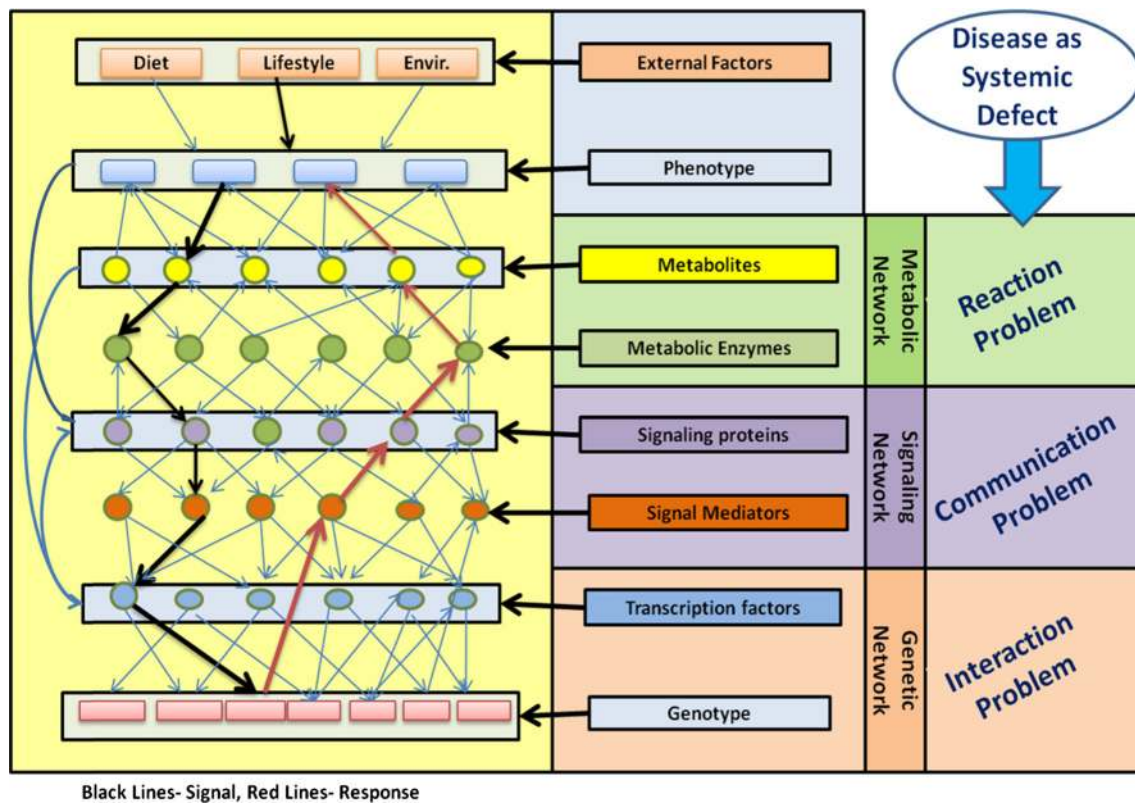 Diet
Lifestyle
Envir.
External Factors
Disease as
Systemic
Defect
Phenotype
Metabolites
Metabolic Enzymes
Metabolic
Network
Reaction
Problem
Signaling proteins
Signal Mediators
Signaling
Network
Communication
Problem
Transcription factors
Genotype
Genetic
Network
Interaction
Problem
Black Lines- Signal, Red Lines- Response